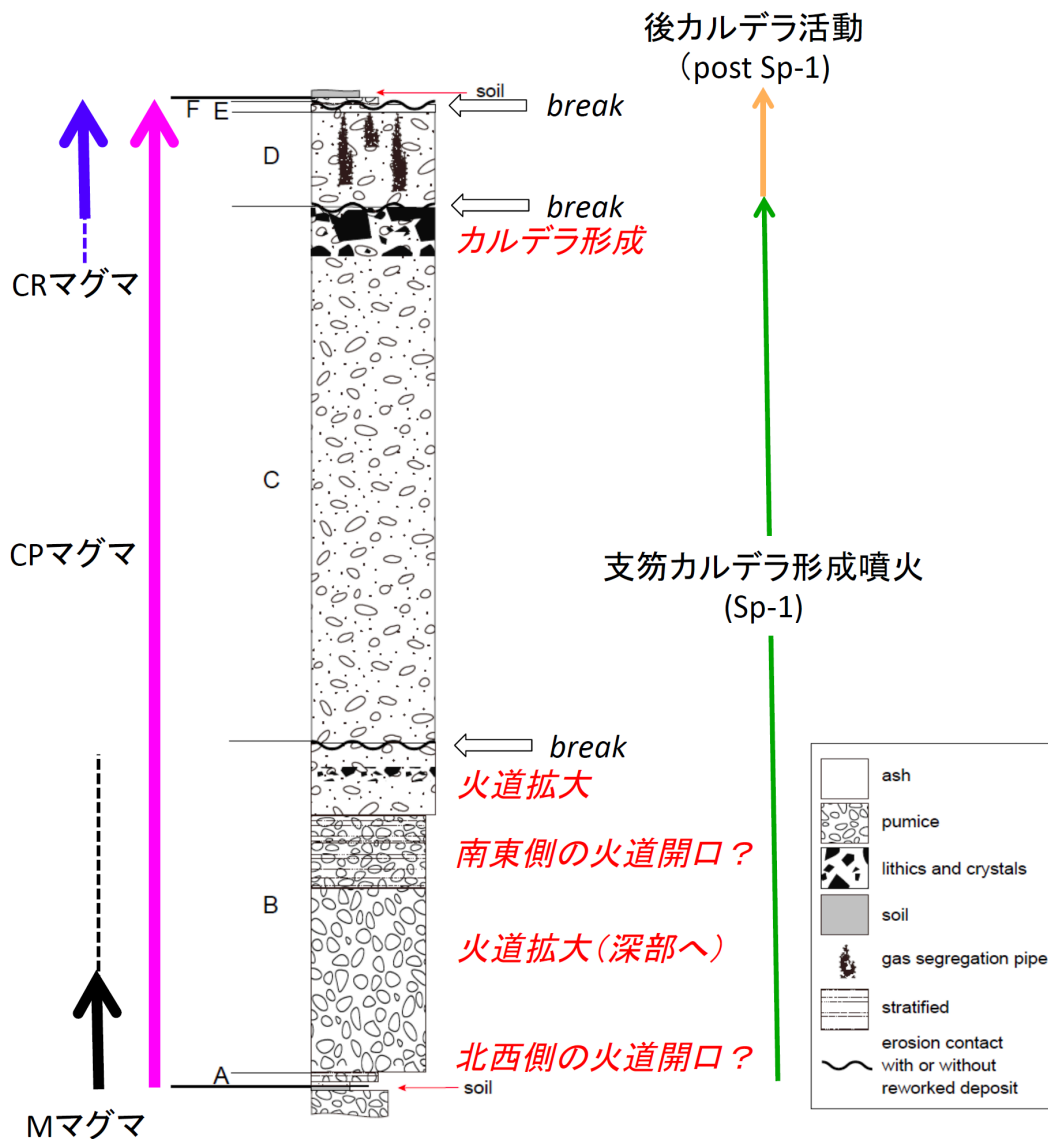 後カルデラ活動
(post Sp-1)
soil
F
E
break
D
break
カルデラ形成
CRマグマ
C
CPマグマ
支笏カルデラ形成噴火
(Sp-1)
break
火道拡大
南東側の火道開口?
B
火道拡大(深部へ)
北西側の火道開口?
A
soil
Mマグマ
ash
pumice
lithics and crystals
soil
gas segregation pipe
stratified
erosion contact
with or without
reworked deposit